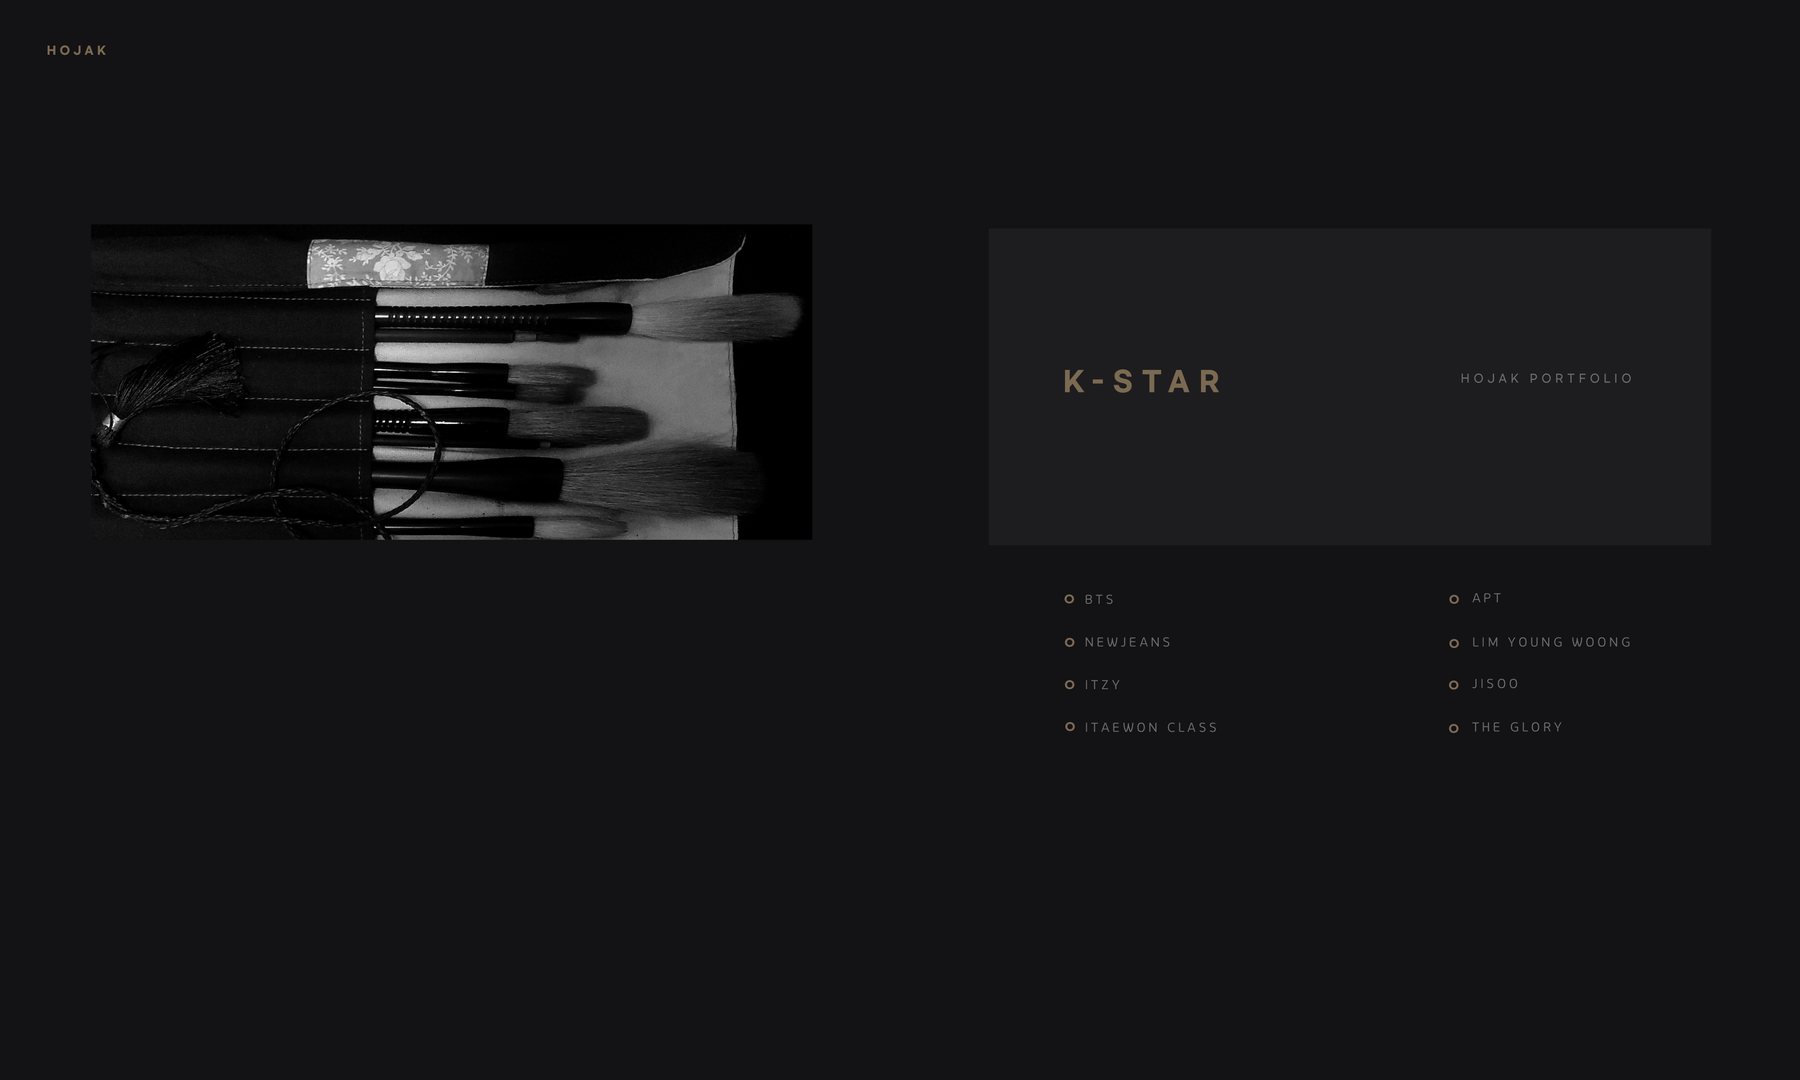 HOJAK
K-STAR
HOJAK PORTFOLIO
BTS
NEWJEANS
ITZY
ITAEWON CLASS
APT
LIM YOUNG WOONG
JISOO
THE GLORY